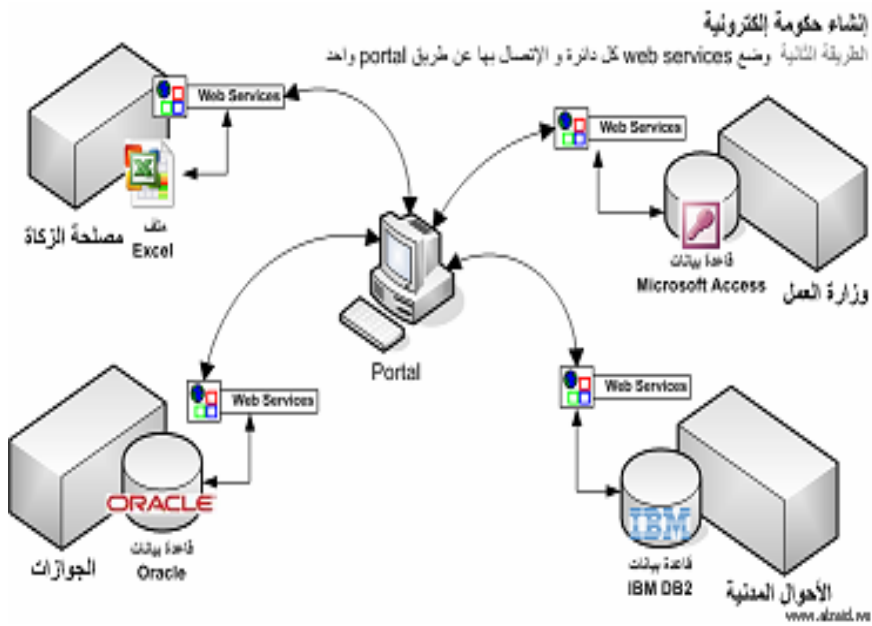 إنشاء حكومة إلكترونية
الطريقة الثانية وضع web services كل دائرة و الإتصال بها عن طريق portal واحد
Web Services
ملف
Excel
مصلحة الزكاة
Web Services
قاعدة بيانات
Microsoft Access
وزارة العمل
Portal
Web Services
ORACLE
قاعدة بيانات
Oracle
الجوازات
Web Services
IBM
قاعدة بيانات
IBM DB2
الأحوال المدنية